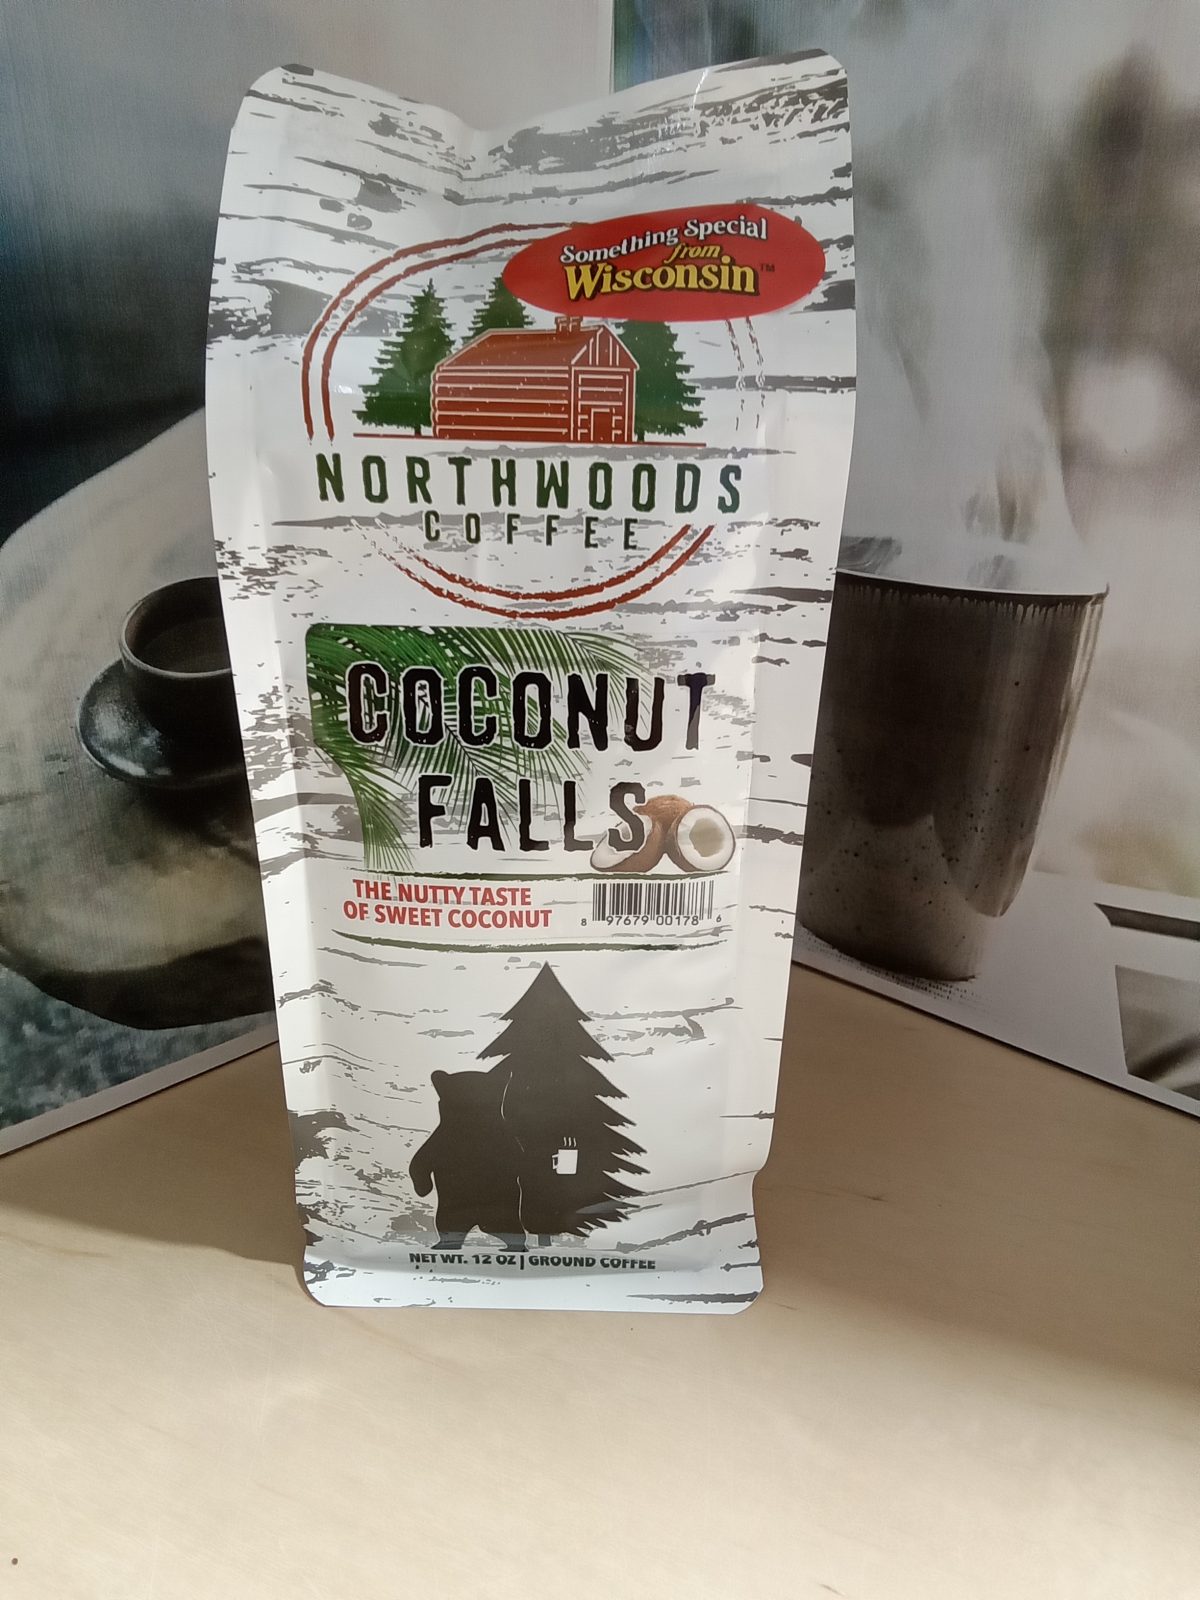 Something Special
from
Wisconsin™
NORTHWOODS
COFFEE
COCONUT
FALLS
THE NUTTY TASTE
OF SWEET COCONUT
8 97679 00178 6
NET WT. 12 OZ | GROUND COFFEE